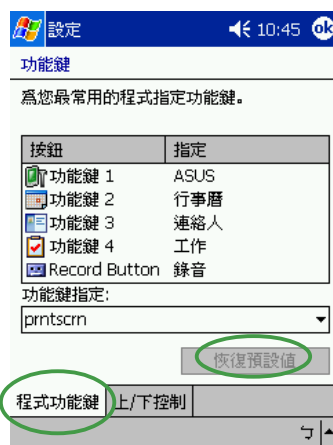 設定 10:45 ok
功能鍵
為您最常用的程式指定功能鍵。
按鈕 指定
功能鍵 1 ASUS
功能鍵 2 行事曆
功能鍵 3 連絡人
功能鍵 4 工作
Record Button 錄音
功能鍵指定:
prntscrn
恢復預設值
程式功能鍵 上/下控制
ㄅ